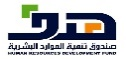 هدف
صندوق تنمية الموارد البشرية
HUMAN RESOURCES DEVELOPMENT FUND